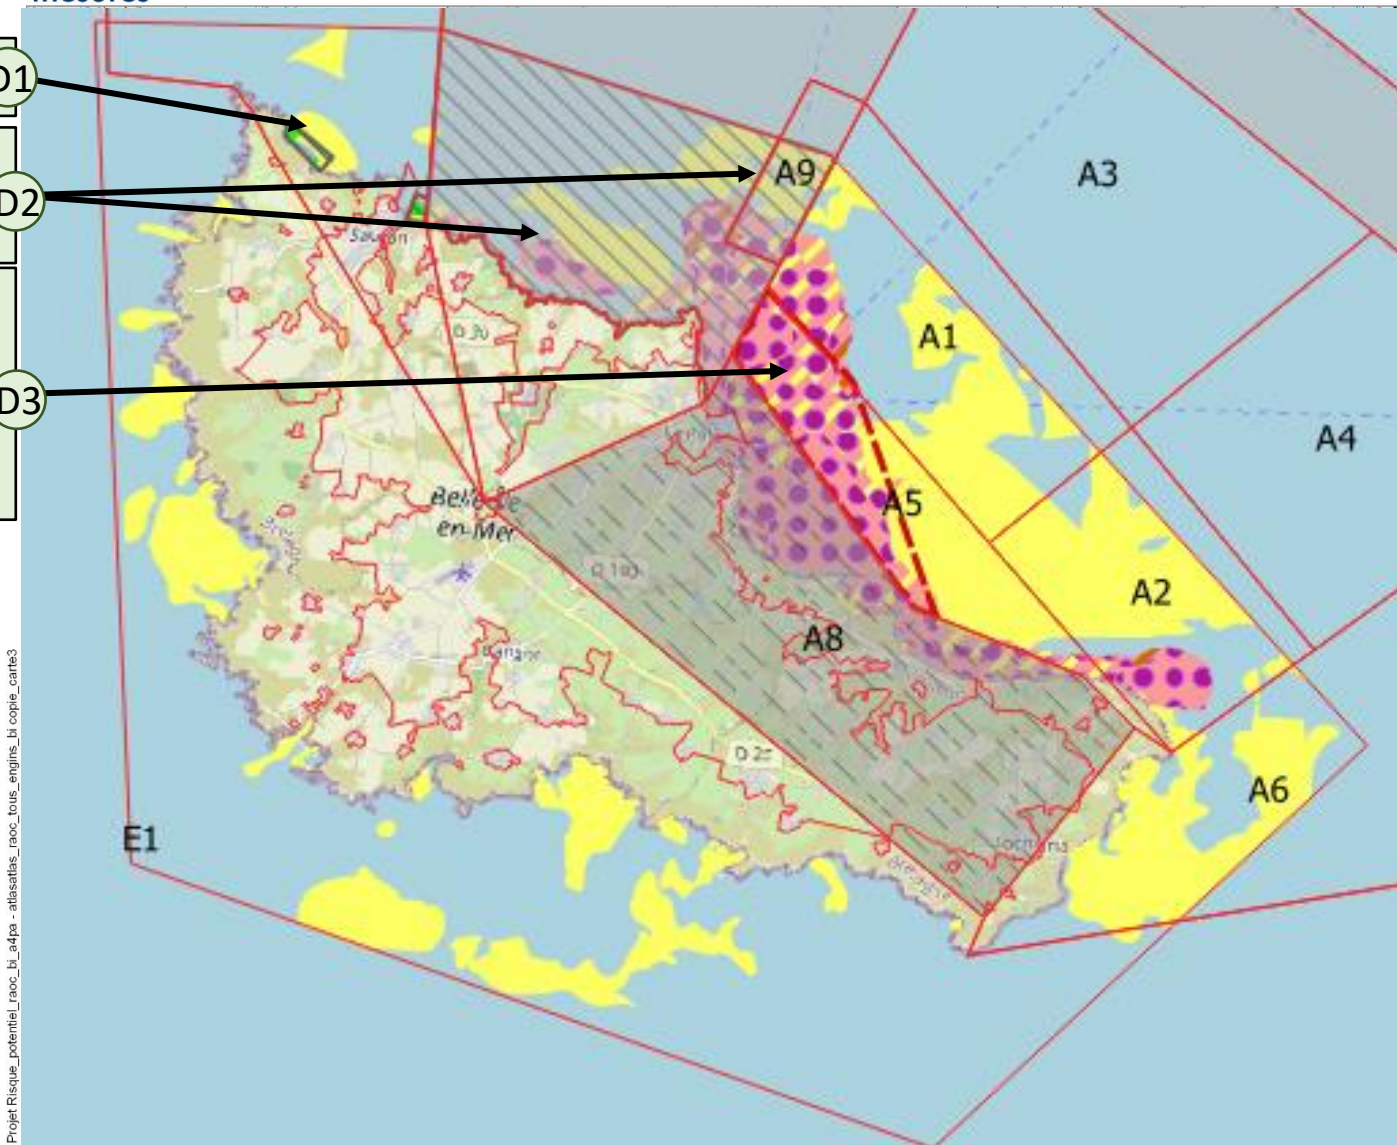 D1
D2
D3
A9
A3
A1
A4
Sauzon
D 30
A5
Belle-Île
en-Mer
D 190
A2
A8
Bangor
D 25
A6
E1
Locmaria
Projet Risque_potentiel_raoc_bi_a4pa - atlasatlas_raoc_tous_engins_bi copie_carte3